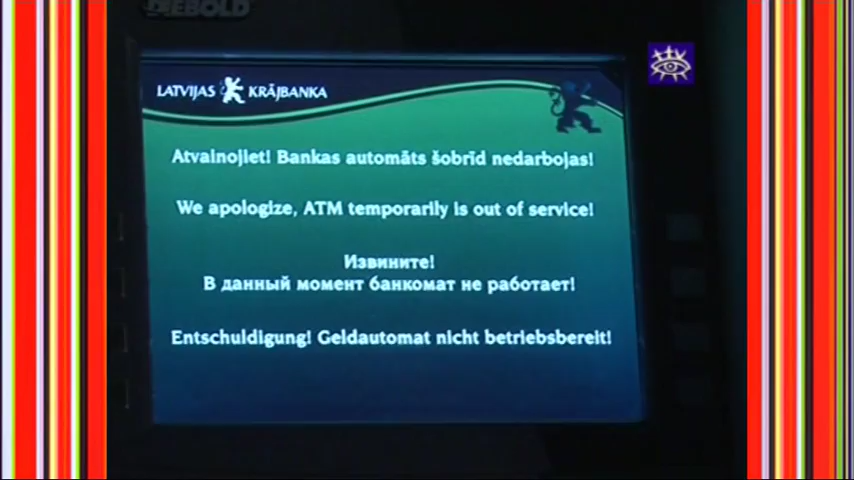 DIEBOLD
LATVIJAS KRĀJBANKA
Atvainojiet! Bankas automāts šobrīd nedarbojas!
We apologize, ATM temporarily is out of service!
Извините!
В данный момент банкомат не работает!
Entschuldigung! Geldautomat nicht betriebsbereit!